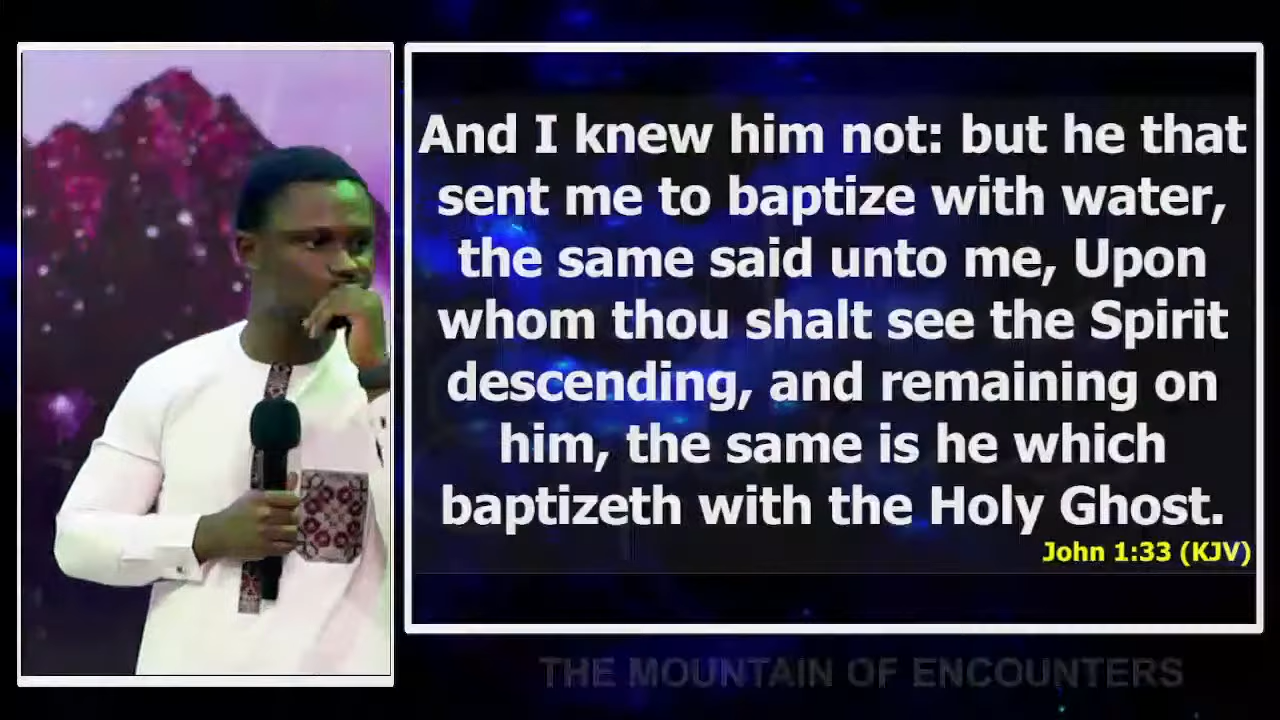 And I knew him not: but he that
sent me to baptize with water,
the same said unto me, Upon
whom thou shalt see the Spirit
descending, and remaining on
him, the same is he which
baptizeth with the Holy Ghost.
John 1:33 (KJV)
THE MOUNTAIN OF ENCOUNTERS